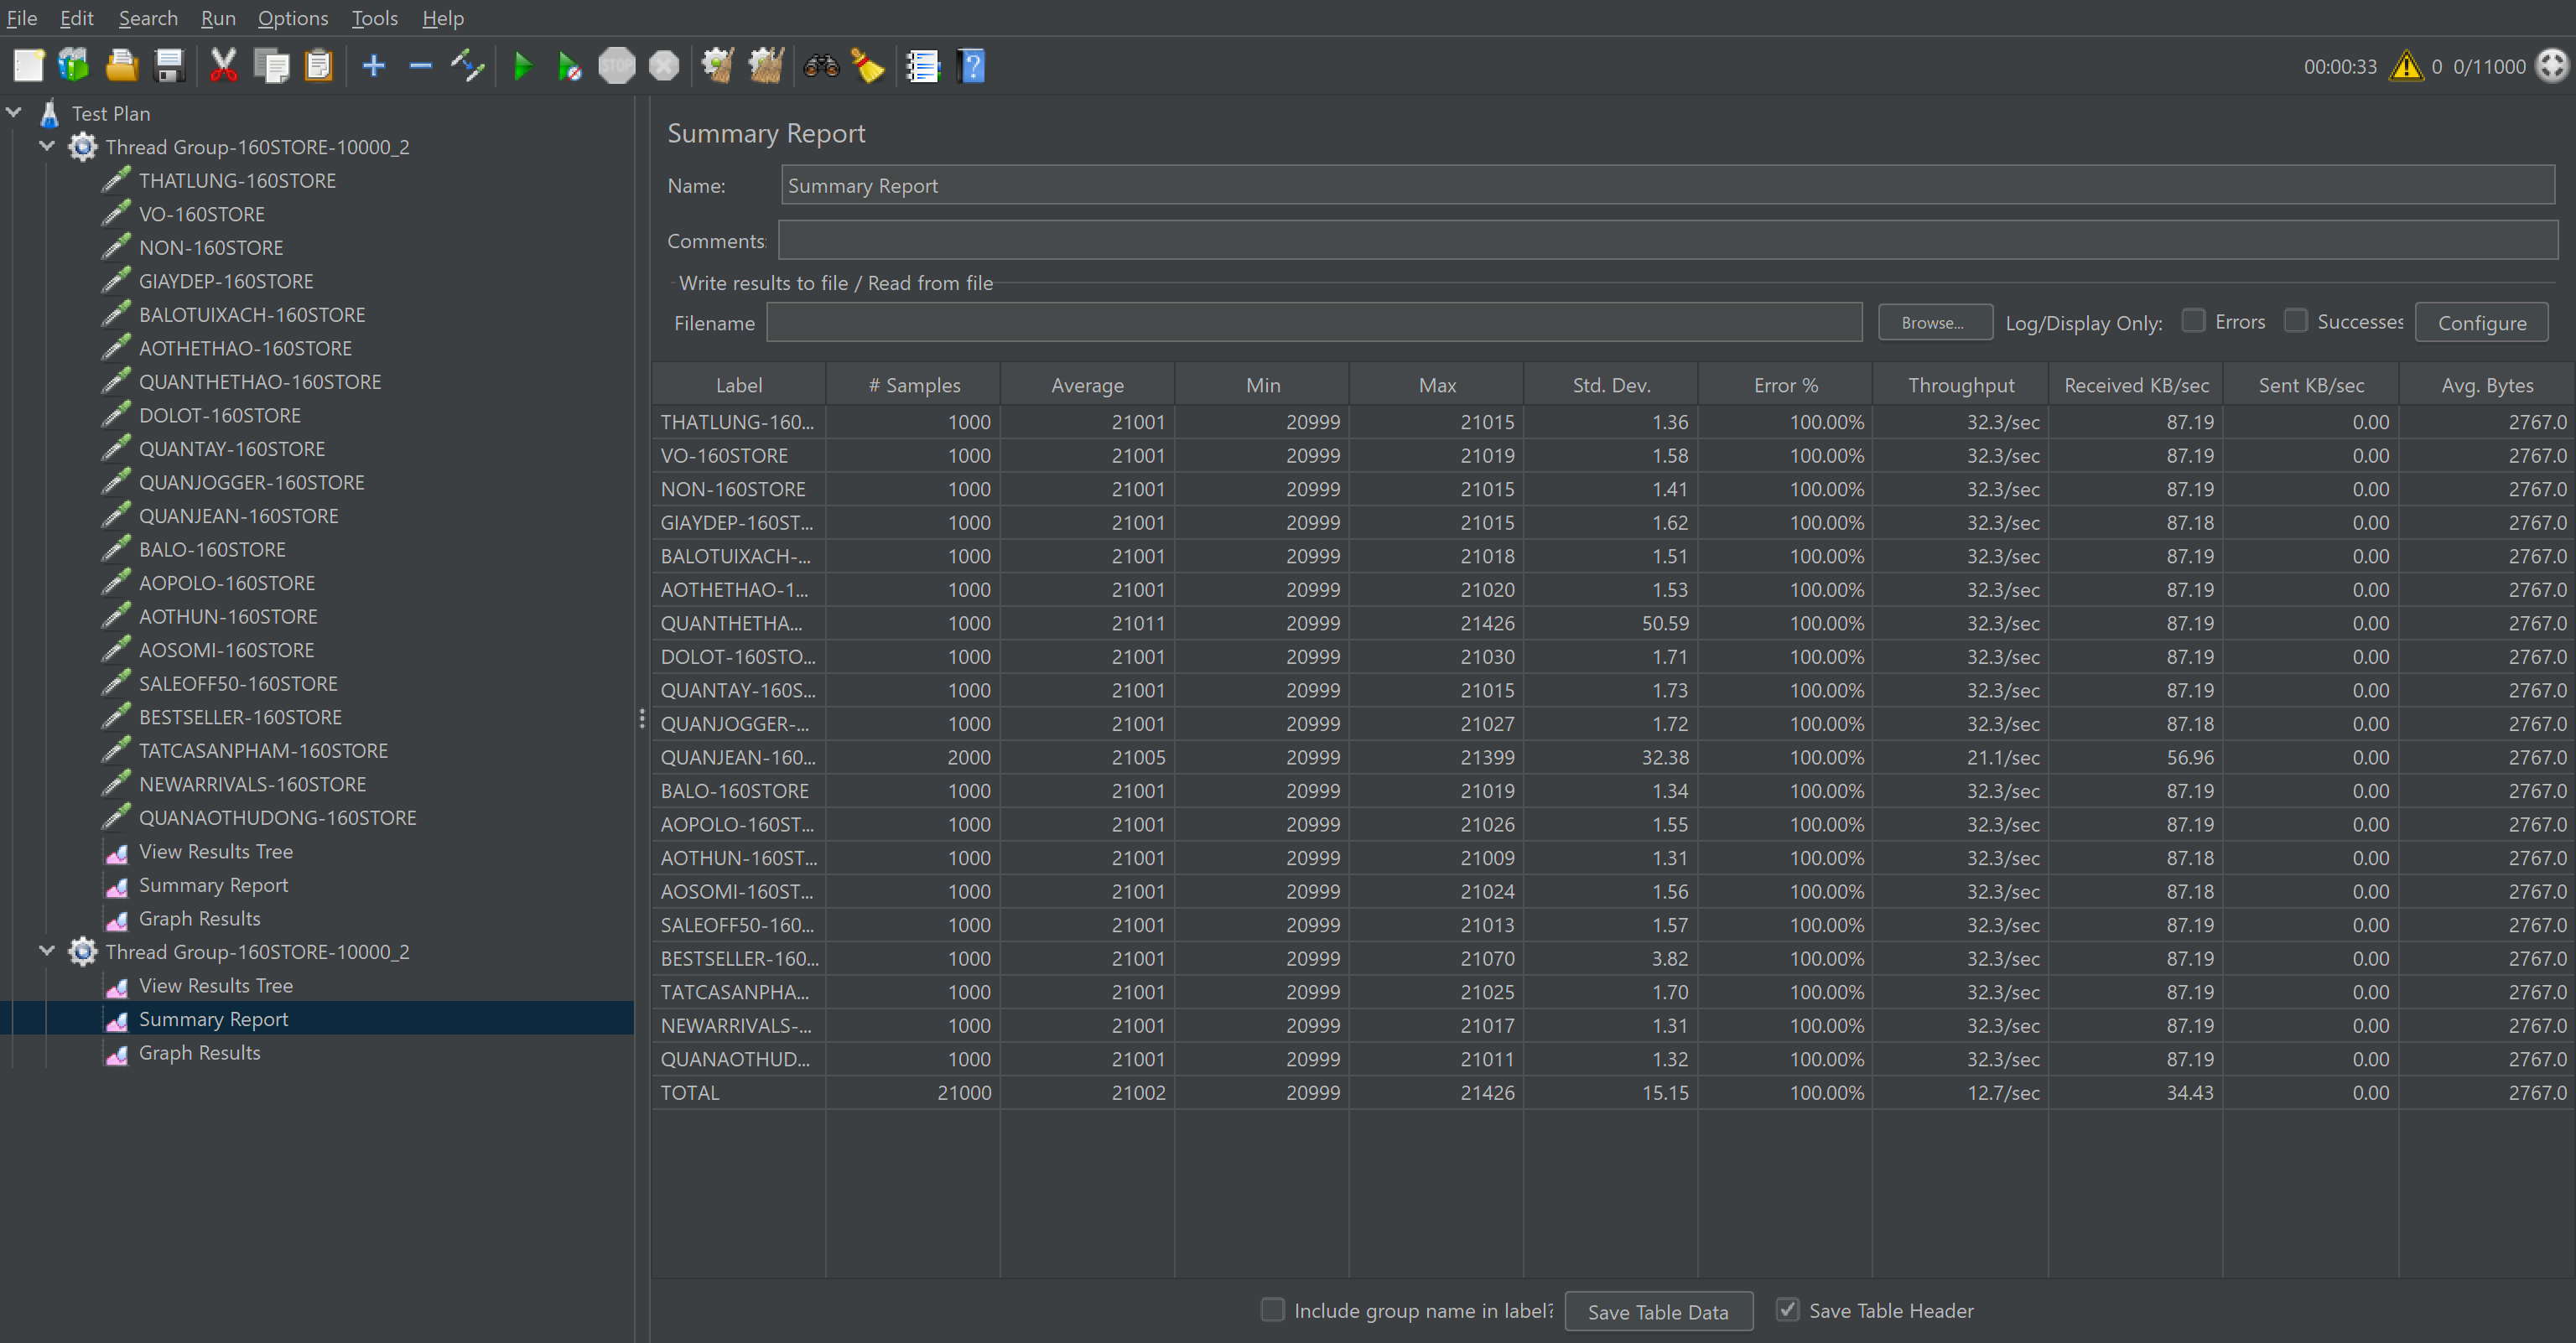 File Edit Search Run Options Tools Help
00:00:33 0 0/11000
Test Plan
Thread Group-160STORE-10000_2
THATLUNG-160STORE
VO-160STORE
NON-160STORE
GIAYDEP-160STORE
BALOTUIXACH-160STORE
AOTHETHAO-160STORE
QUANTHETHAO-160STORE
DOLOT-160STORE
QUANTAY-160STORE
QUANJOGGER-160STORE
QUANJEAN-160STORE
BALO-160STORE
AOPOLO-160STORE
AOTHUN-160STORE
AOSOMI-160STORE
SALEOFF50-160STORE
BESTSELLER-160STORE
TATCASANPHAM-160STORE
NEWARRIVALS-160STORE
QUANAOTHUDONG-160STORE
View Results Tree
Summary Report
Graph Results
Thread Group-160STORE-10000_2
View Results Tree
Summary Report
Graph Results
Summary Report
Name: Summary Report
Comments:
Write results to file / Read from file
Filename Browse... Log/Display Only: Errors Successes Configure
Label # Samples Average Min Max Std. Dev. Error % Throughput Received KB/sec Sent KB/sec Avg. Bytes
THATLUNG-160... 1000 21001 20999 21015 1.36 100.00% 32.3/sec 87.19 0.00 2767.0
VO-160STORE 1000 21001 20999 21019 1.58 100.00% 32.3/sec 87.19 0.00 2767.0
NON-160STORE 1000 21001 20999 21015 1.41 100.00% 32.3/sec 87.19 0.00 2767.0
GIAYDEP-160ST... 1000 21001 20999 21015 1.62 100.00% 32.3/sec 87.18 0.00 2767.0
BALOTUIXACH-... 1000 21001 20999 21018 1.51 100.00% 32.3/sec 87.19 0.00 2767.0
AOTHETHAO-1... 1000 21001 20999 21020 1.53 100.00% 32.3/sec 87.19 0.00 2767.0
QUANTHETHA... 1000 21011 20999 21426 50.59 100.00% 32.3/sec 87.19 0.00 2767.0
DOLOT-160STO... 1000 21001 20999 21030 1.71 100.00% 32.3/sec 87.19 0.00 2767.0
QUANTAY-160S... 1000 21001 20999 21015 1.73 100.00% 32.3/sec 87.19 0.00 2767.0
QUANJOGGER-... 1000 21001 20999 21027 1.72 100.00% 32.3/sec 87.18 0.00 2767.0
QUANJEAN-160... 2000 21005 20999 21399 32.38 100.00% 21.1/sec 56.96 0.00 2767.0
BALO-160STORE 1000 21001 20999 21019 1.34 100.00% 32.3/sec 87.19 0.00 2767.0
AOPOLO-160ST... 1000 21001 20999 21026 1.55 100.00% 32.3/sec 87.19 0.00 2767.0
AOTHUN-160ST... 1000 21001 20999 21009 1.31 100.00% 32.3/sec 87.18 0.00 2767.0
AOSOMI-160ST... 1000 21001 20999 21024 1.56 100.00% 32.3/sec 87.18 0.00 2767.0
SALEOFF50-160... 1000 21001 20999 21013 1.57 100.00% 32.3/sec 87.19 0.00 2767.0
BESTSELLER-160... 1000 21001 20999 21070 3.82 100.00% 32.3/sec 87.19 0.00 2767.0
TATCASANPHA... 1000 21001 20999 21025 1.70 100.00% 32.3/sec 87.19 0.00 2767.0
NEWARRIVALS-... 1000 21001 20999 21017 1.31 100.00% 32.3/sec 87.19 0.00 2767.0
QUANAOTHUD... 1000 21001 20999 21011 1.32 100.00% 32.3/sec 87.19 0.00 2767.0
TOTAL 21000 21002 20999 21426 15.15 100.00% 12.7/sec 34.43 0.00 2767.0
Include group name in label? Save Table Data Save Table Header